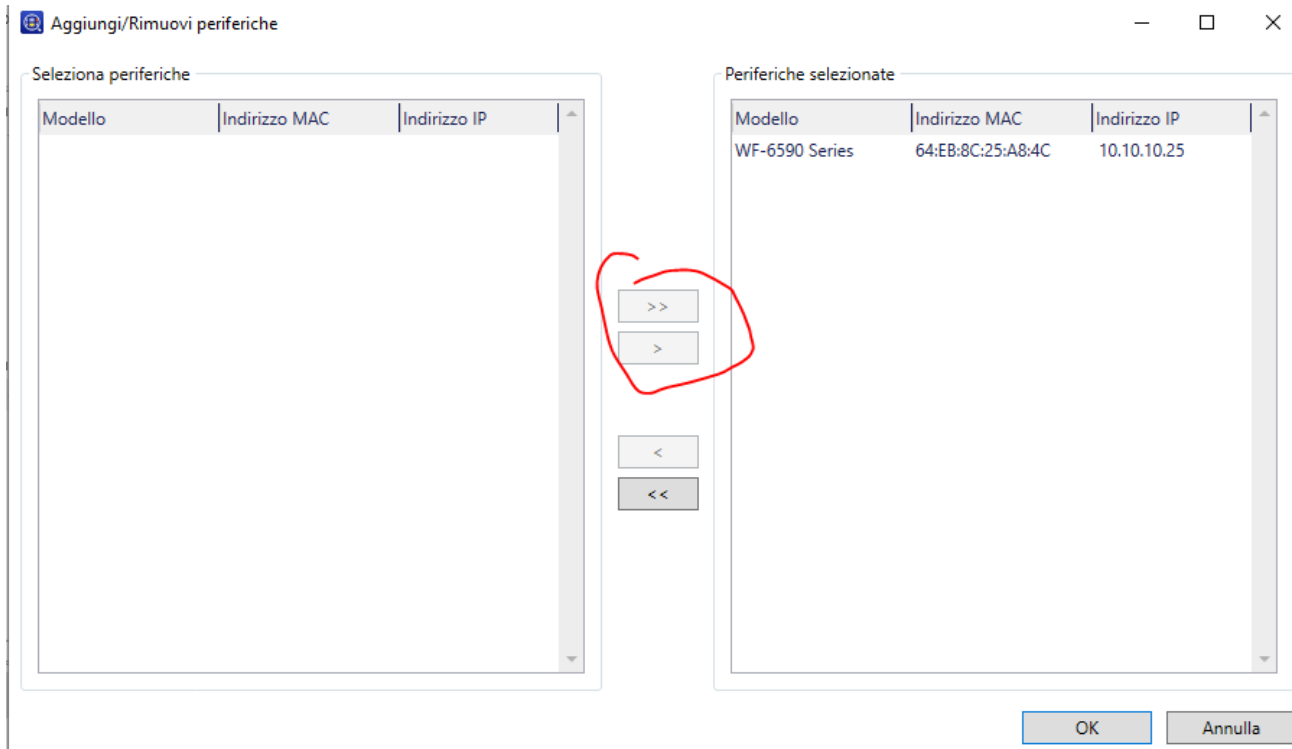 Aggiungi/Rimuovi periferiche
Seleziona periferiche
Modello Indirizzo MAC Indirizzo IP
>>
>
<
<<
Periferiche selezionate
Modello Indirizzo MAC Indirizzo IP
WF-6590 Series 64:EB:8C:25:A8:4C 10.10.10.25
OK Annulla